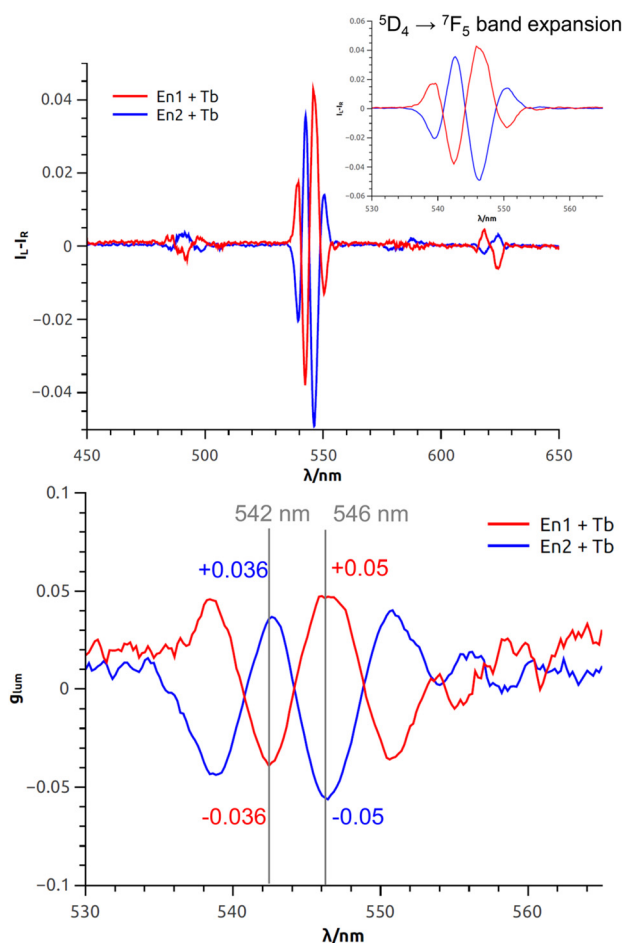 ⁵D₄ → ⁷F₅ band expansion
En1 + Tb
En2 + Tb
0.06
0.04
0.02
0
−0.02
−0.04
−0.06
I_L-I_R
530 540 550 560
λ/nm
0.04
0.02
0
−0.02
−0.04
I_L-I_R
450 500 550 600 650
λ/nm
0.1
0.05
0
−0.05
−0.1
g_lum
542 nm 546 nm
En1 + Tb
En2 + Tb
+0.036 +0.05
-0.036 -0.05
530 540 550 560
λ/nm